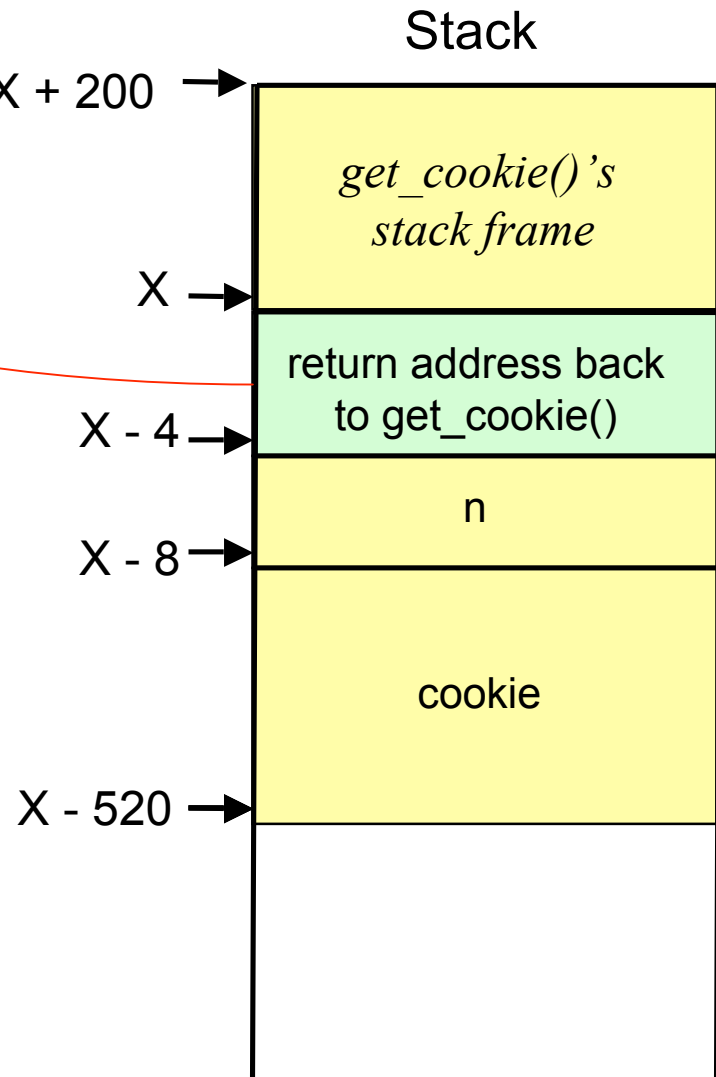 Stack
X + 200
get_cookie()’s
stack frame
X
return address back
to get_cookie()
X - 4
n
X - 8
cookie
X - 520